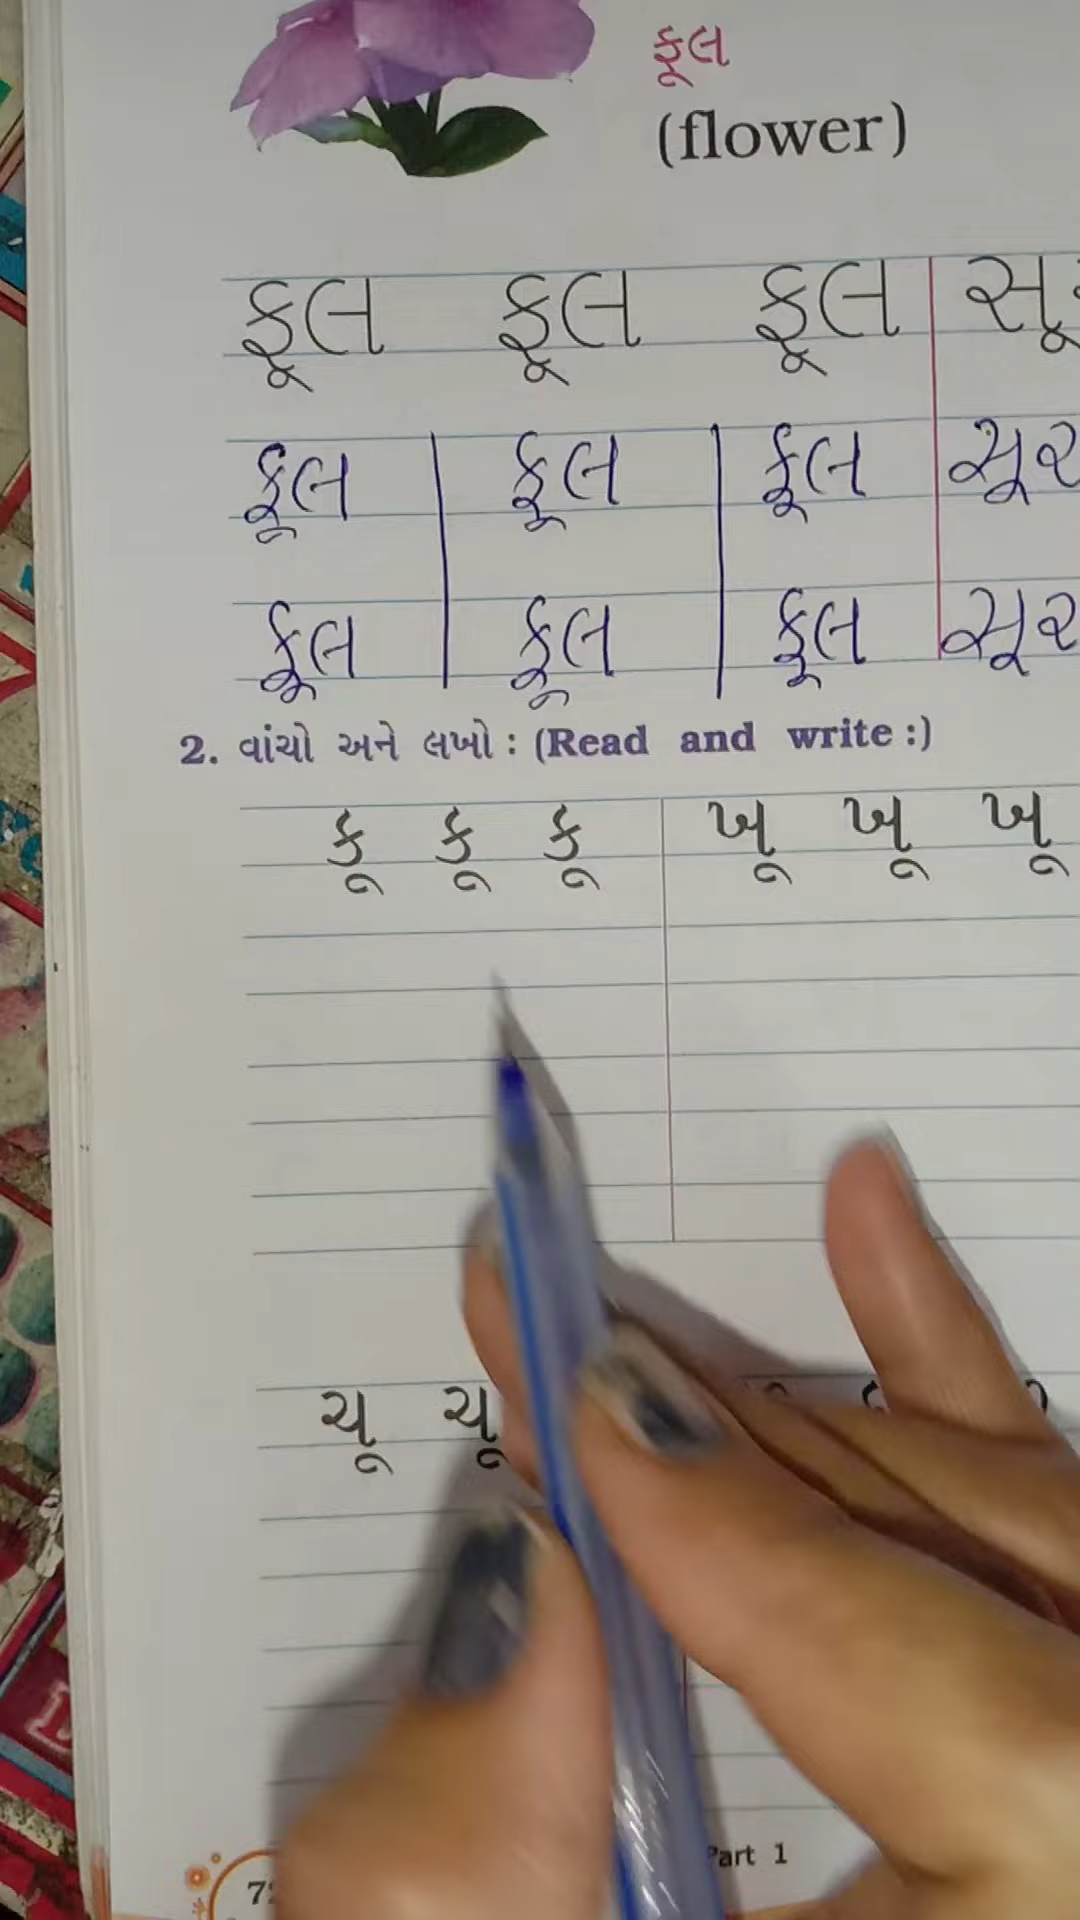 ફૂલ
(flower)
ફૂલ ફૂલ ફૂલ
ફૂલ ફૂલ ફૂલ
ફૂલ ફૂલ ફૂલ
2. વાંચો અને લખો : (Read and write :)
કૂ કૂ કૂ ખૂ ખૂ ખૂ
ચૂ ચૂ
Part 1